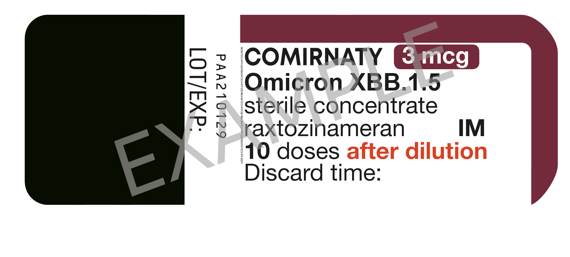 LOT/EXP:
PAA210129
COMIRNATY 3 mcg
Omicron XBB.1.5
sterile concentrate
raxtozinameran IM
10 doses after dilution
Discard time:
EXAMPLE